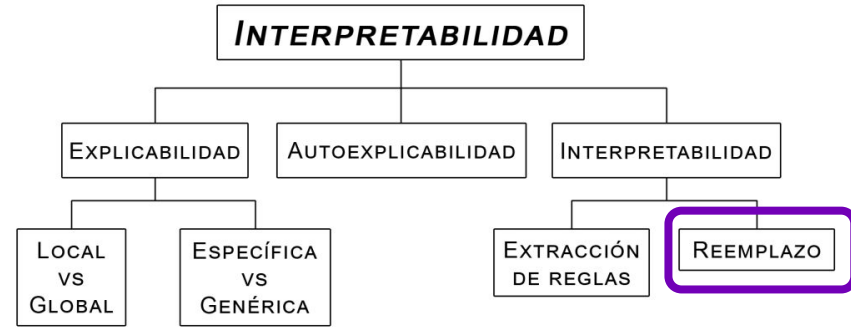 INTERPRETABILIDAD
EXPLICABILIDAD
AUTOEXPLICABILIDAD
INTERPRETABILIDAD
LOCAL
VS
GLOBAL
ESPECÍFICA
VS
GENÉRICA
EXTRACCIÓN
DE REGLAS
REEMPLAZO